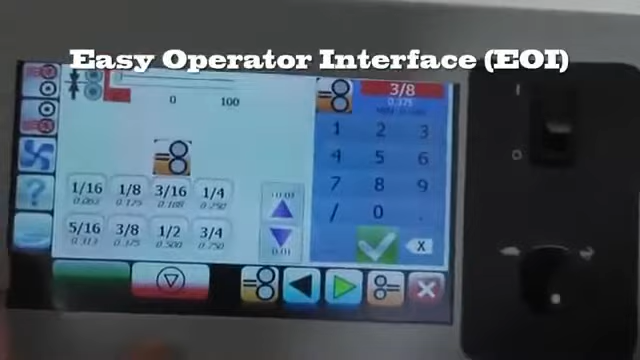 Easy Operator Interface (EOI)
0 100
3/8
0.375
1 2 3
4 5 6
7 8 9
/ 0 .
X
1/16 1/8 3/16 1/4
0.063 0.125 0.188 0.250
5/16 3/8 1/2 3/4
0.313 0.375 0.500 0.750
+0.01
0.01
I
O